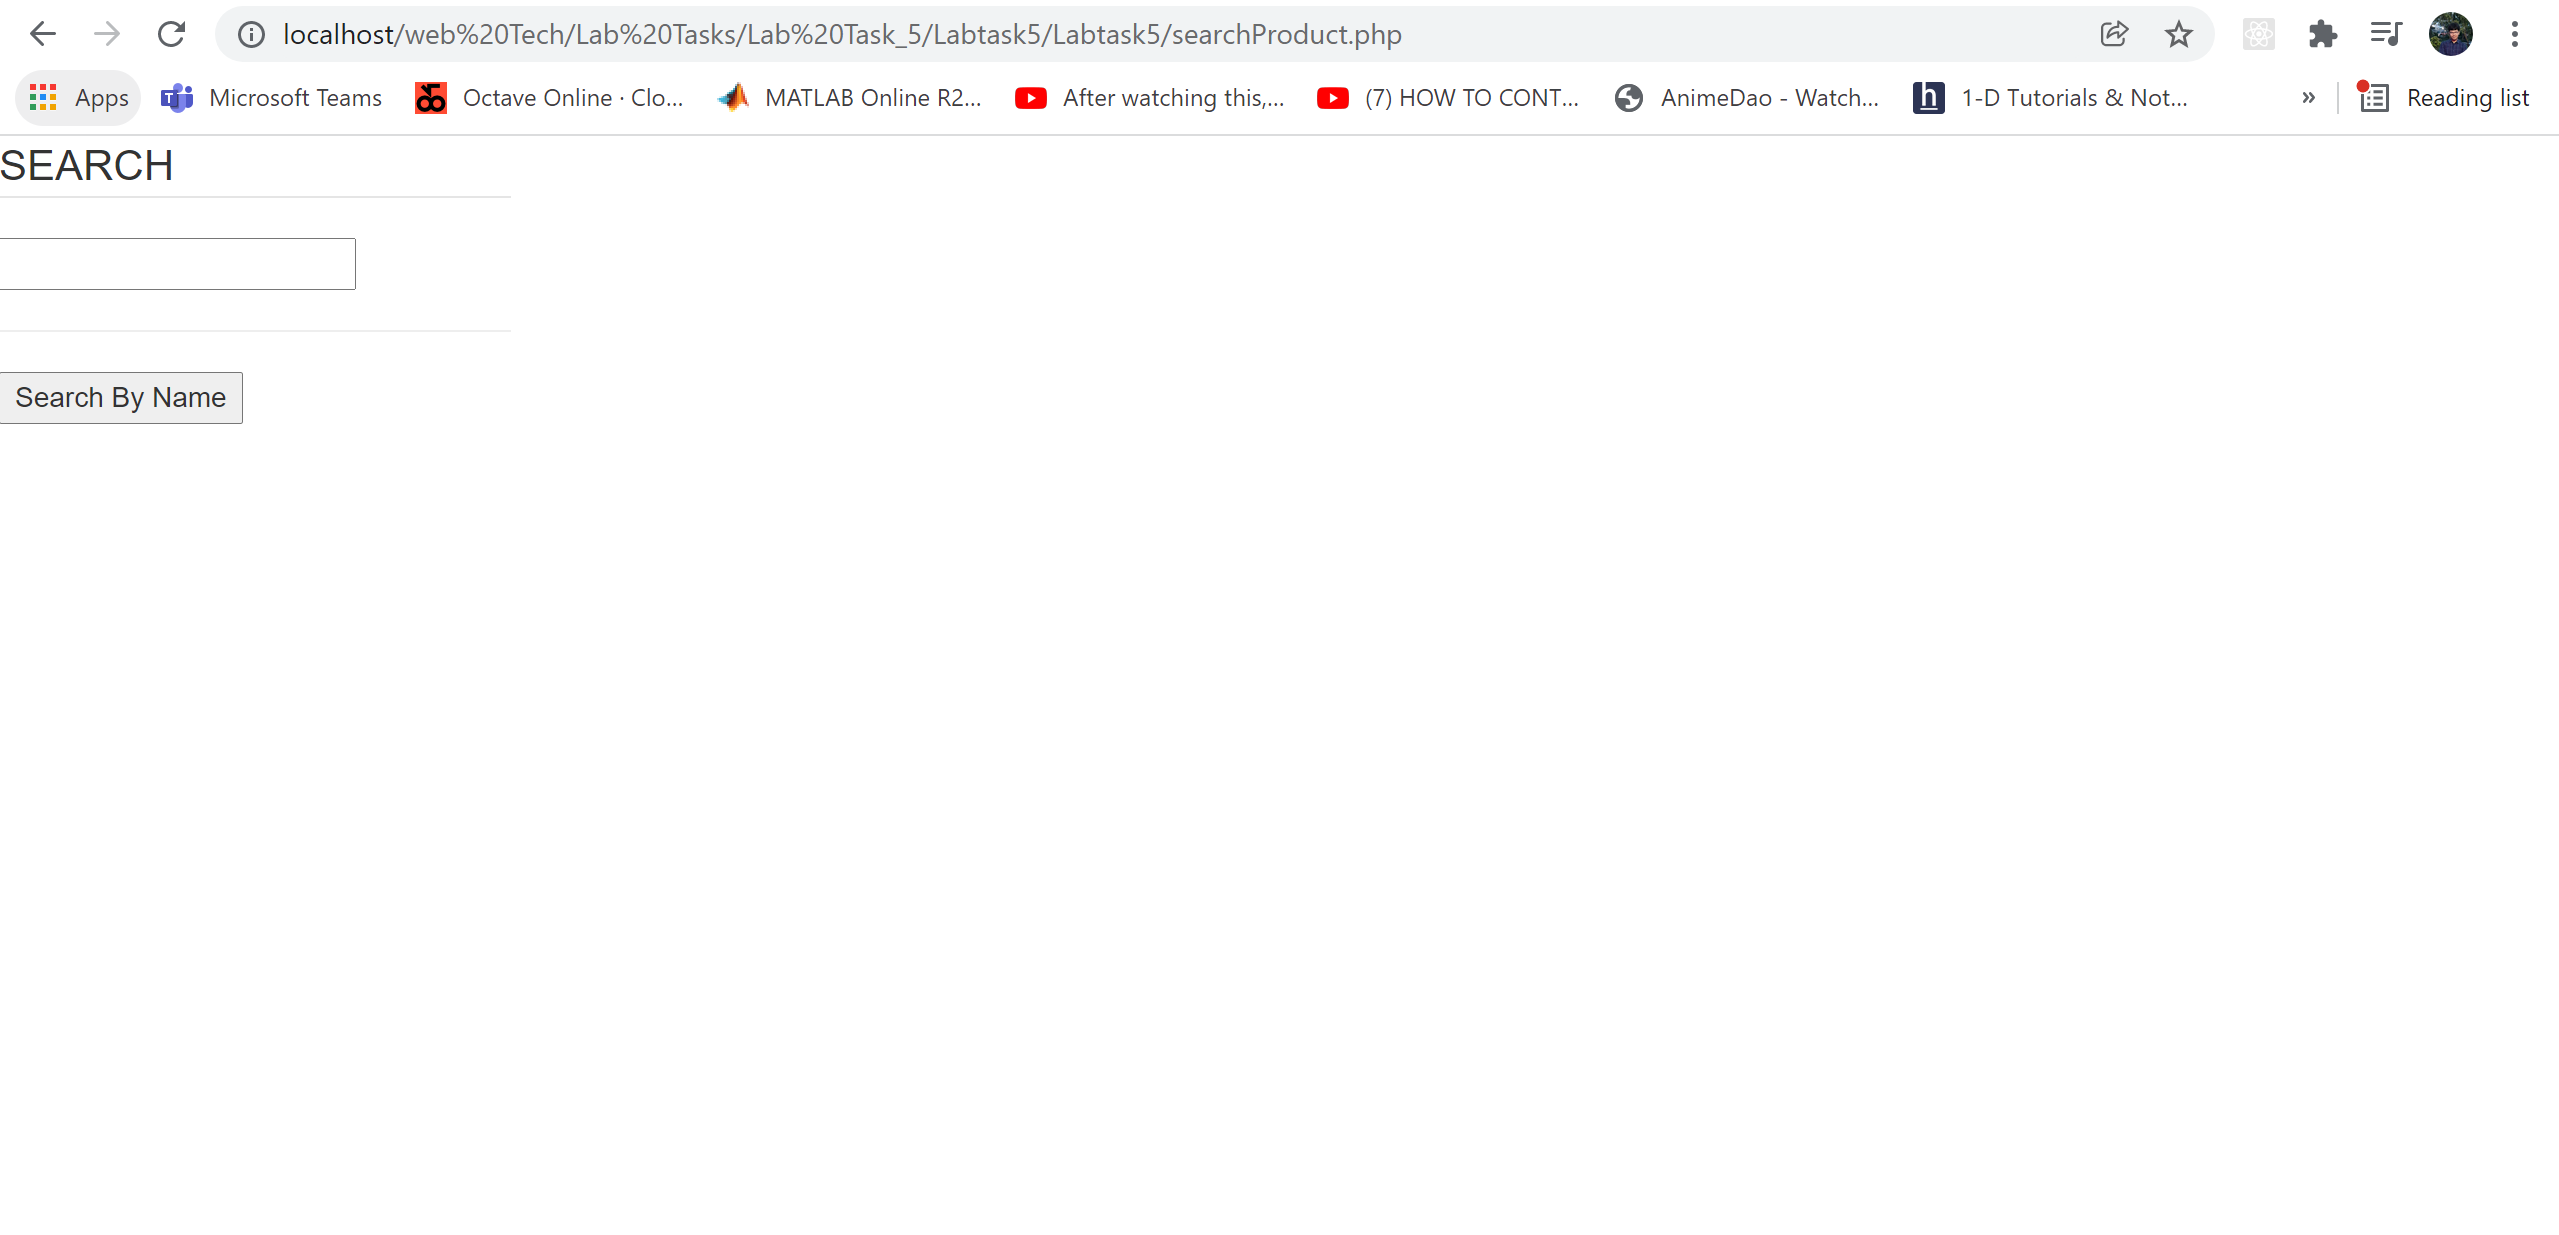 localhost/web%20Tech/Lab%20Tasks/Lab%20Task_5/Labtask5/Labtask5/searchProduct.php
Apps Microsoft Teams Octave Online · Clo... MATLAB Online R2... After watching this,... (7) HOW TO CONT... AnimeDao - Watch... h 1-D Tutorials & Not... » Reading list
SEARCH
Search By Name